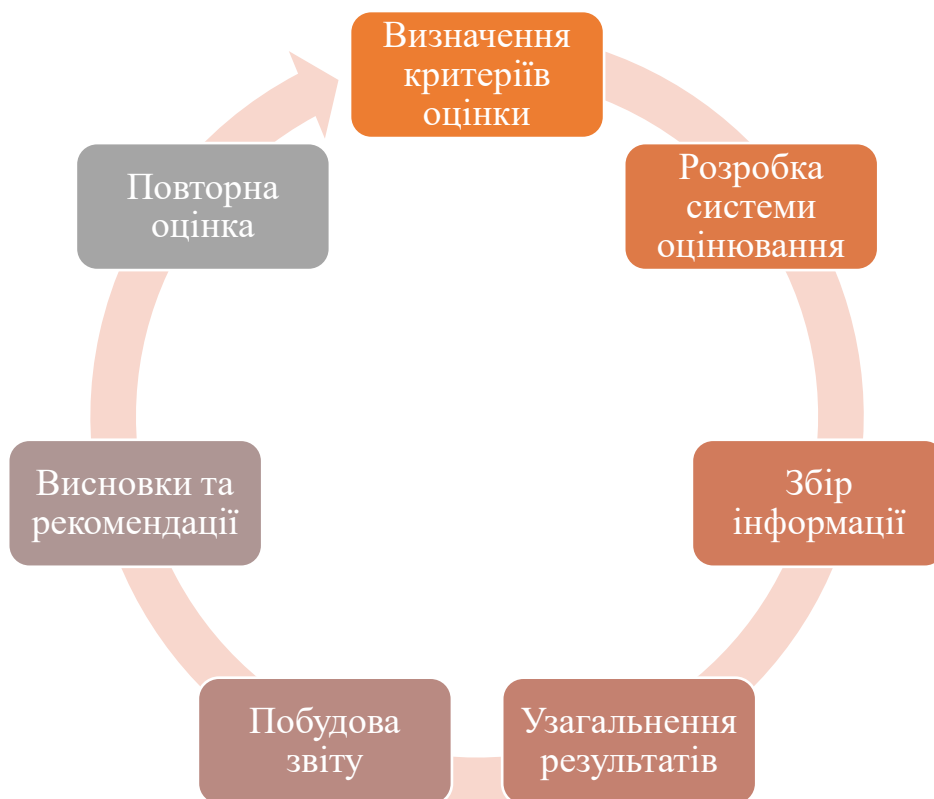 Визначення
критеріїв
оцінки
Розробка
системи
оцінювання
Збір
інформації
Узагальнення
результатів
Побудова
звіту
Висновки та
рекомендації
Повторна
оцінка